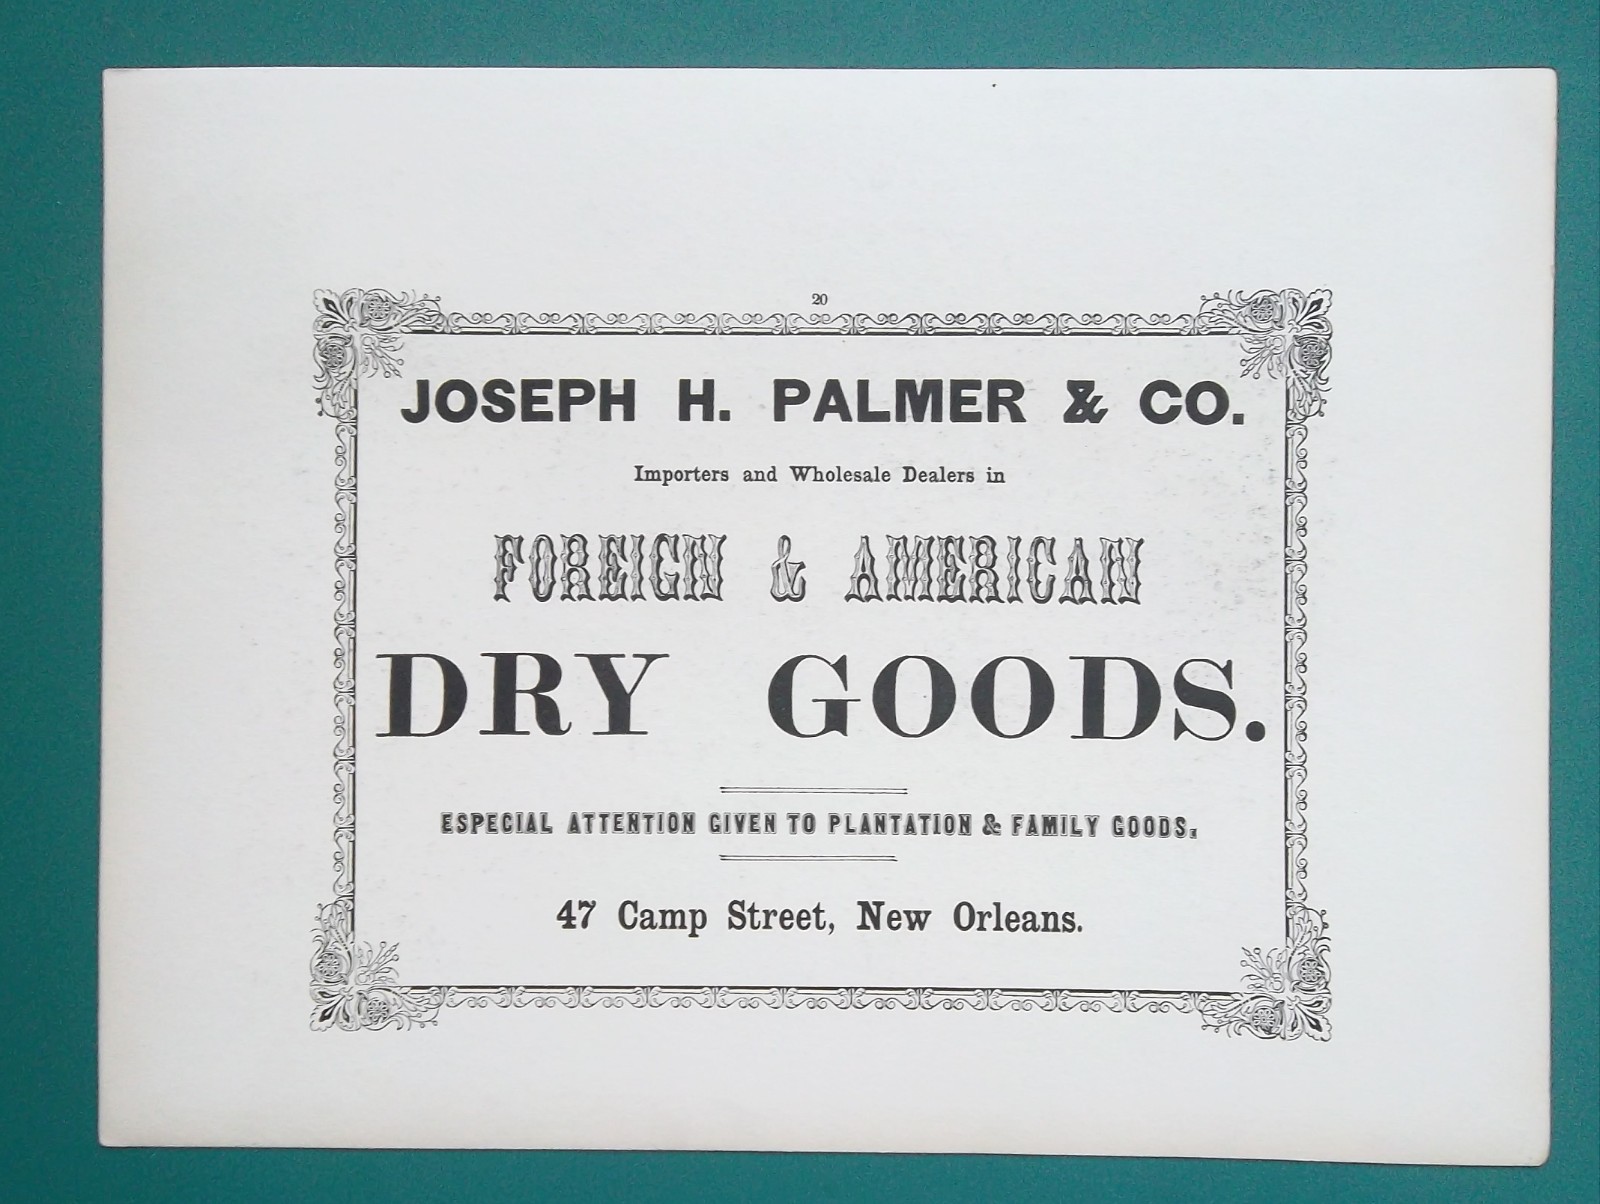 20
JOSEPH H. PALMER & CO.
Importers and Wholesale Dealers in
FOREIGN & AMERICAN
DRY GOODS.
ESPECIAL ATTENTION GIVEN TO PLANTATION & FAMILY GOODS.
47 Camp Street, New Orleans.